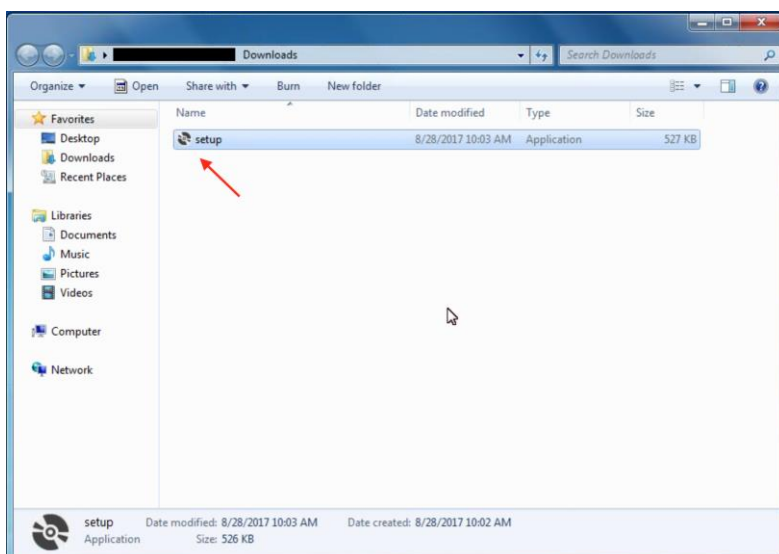 Downloads
Search Downloads
Organize Open Share with Burn New folder
Name Date modified Type Size
setup 8/28/2017 10:03 AM Application 527 KB
Favorites
Desktop
Downloads
Recent Places
Libraries
Documents
Music
Pictures
Videos
Computer
Network
setup Date modified: 8/28/2017 10:03 AM Date created: 8/28/2017 10:02 AM
Application Size: 526 KB